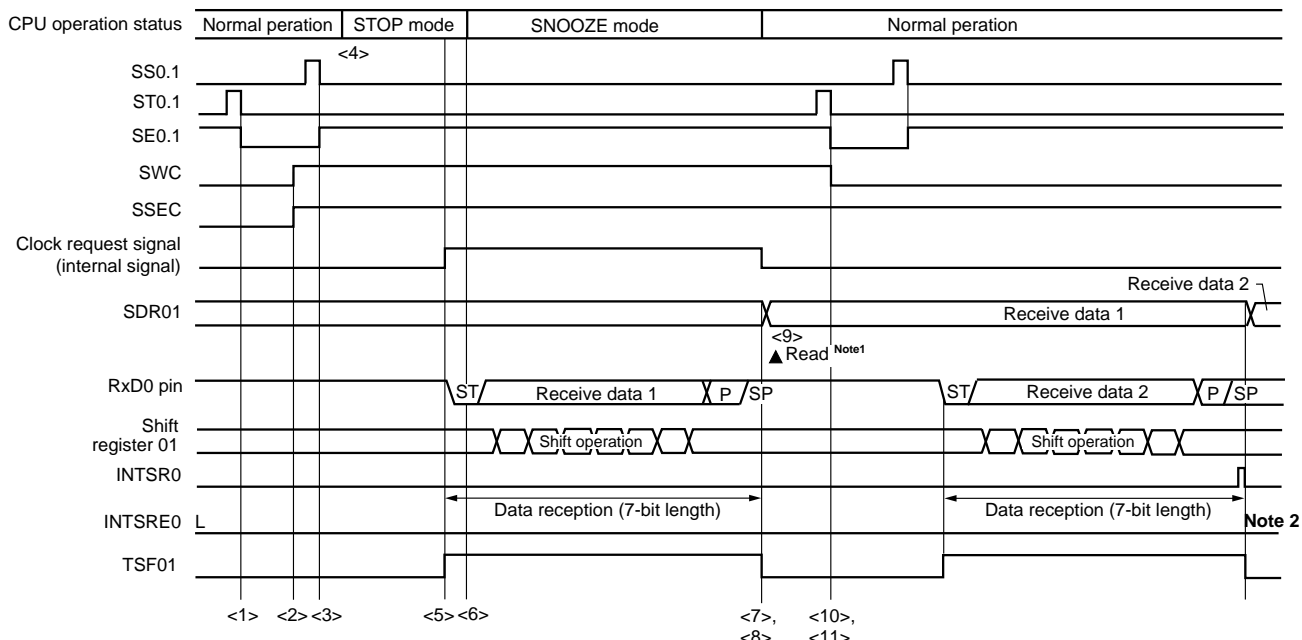 CPU operation status Normal peration STOP mode SNOOZE mode Normal peration
<4>
SS0.1
ST0.1
SE0.1
SWC
SSEC
Clock request signal
(internal signal)
Receive data 2
SDR01 Receive data 1
<9>
▲ Read Note1
RxD0 pin ST Receive data 1 P SP ST Receive data 2 P SP
Shift
register 01 Shift operation Shift operation
INTSR0
Data reception (7-bit length) Data reception (7-bit length)
INTSRE0 L Note 2
TSF01
<1> <2> <3> <5> <6> <7>, <10>,
<8> <11>